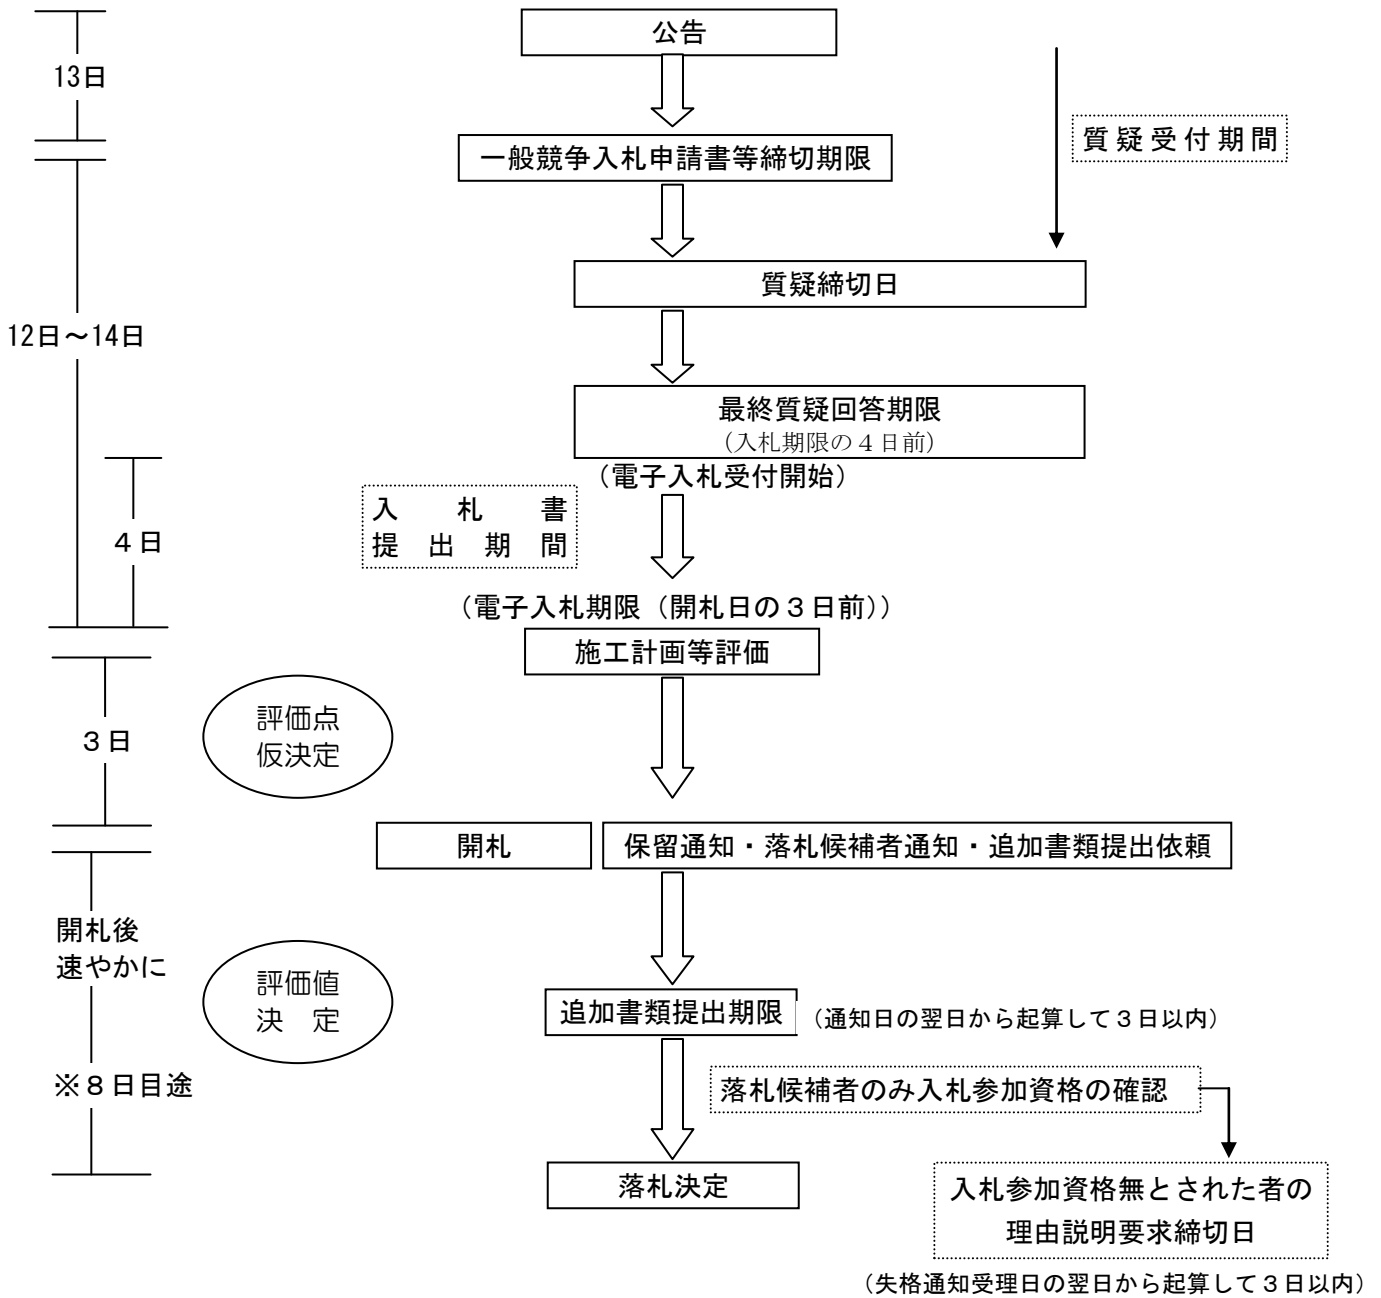 公告
13日
質疑受付期間
一般競争入札申請書等締切期限
質疑締切日
12日～14日
最終質疑回答期限
（入札期限の４日前）
（電子入札受付開始）
入札書
提出期間
４日
（電子入札期限（開札日の３日前））
施工計画等評価
評価点
仮決定
３日
開札
保留通知・落札候補者通知・追加書類提出依頼
開札後
速やかに
評価値
決　定
追加書類提出期限
（通知日の翌日から起算して３日以内）
※８日目途
落札候補者のみ入札参加資格の確認
落札決定
入札参加資格無とされた者の
理由説明要求締切日
（失格通知受理日の翌日から起算して３日以内）